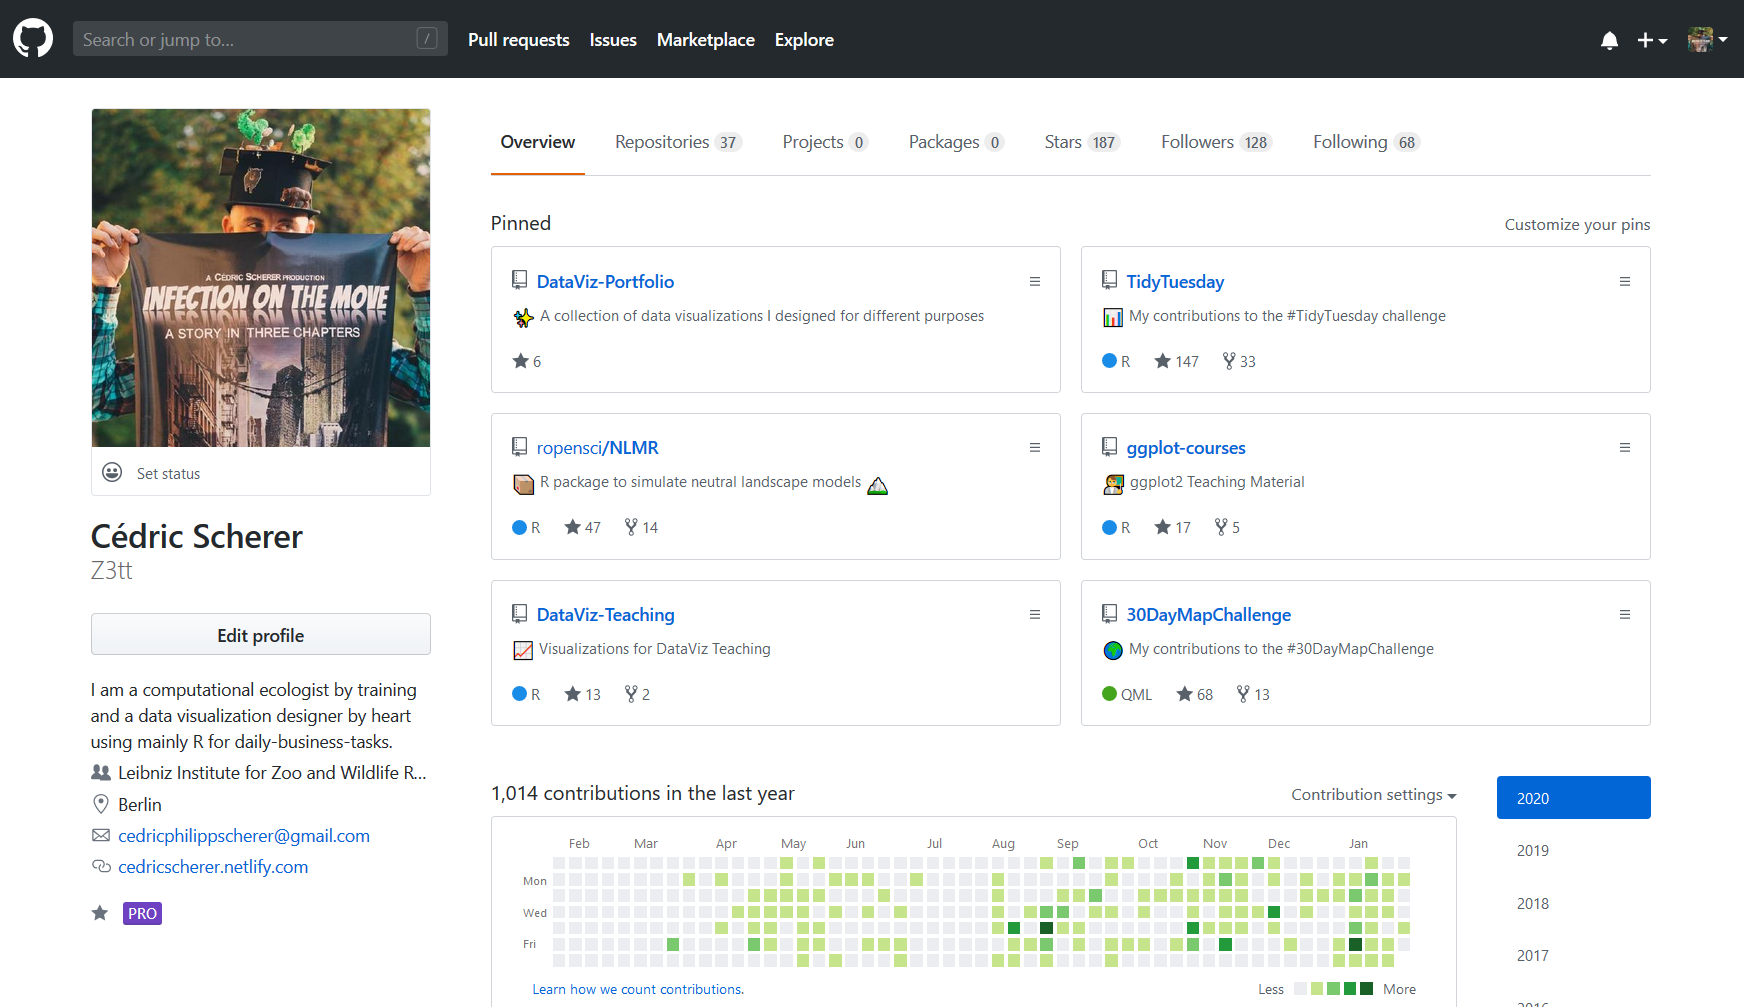 Search or jump to...
/
Pull requests
Issues
Marketplace
Explore
A CÉDRIC SCHERER PRODUCTION
INFECTION ON THE MOVE
A STORY IN THREE CHAPTERS
Set status
Cédric Scherer
Z3tt
Edit profile
I am a computational ecologist by training
and a data visualization designer by heart
using mainly R for daily-business-tasks.
Leibniz Institute for Zoo and Wildlife R...
Berlin
cedricphilippscherer@gmail.com
cedricscherer.netlify.com
PRO
Overview
Repositories 37
Projects 0
Packages 0
Stars 187
Followers 128
Following 68
Pinned
Customize your pins
DataViz-Portfolio
A collection of data visualizations I designed for different purposes
6
TidyTuesday
My contributions to the #TidyTuesday challenge
R 147 33
ropensci/NLMR
R package to simulate neutral landscape models
R 47 14
ggplot-courses
ggplot2 Teaching Material
R 17 5
DataViz-Teaching
Visualizations for DataViz Teaching
R 13 2
30DayMapChallenge
My contributions to the #30DayMapChallenge
QML 68 13
1,014 contributions in the last year
Contribution settings
Feb Mar Apr May Jun Jul Aug Sep Oct Nov Dec Jan
Mon
Wed
Fri
Learn how we count contributions.
Less More
2020
2019
2018
2017
2016